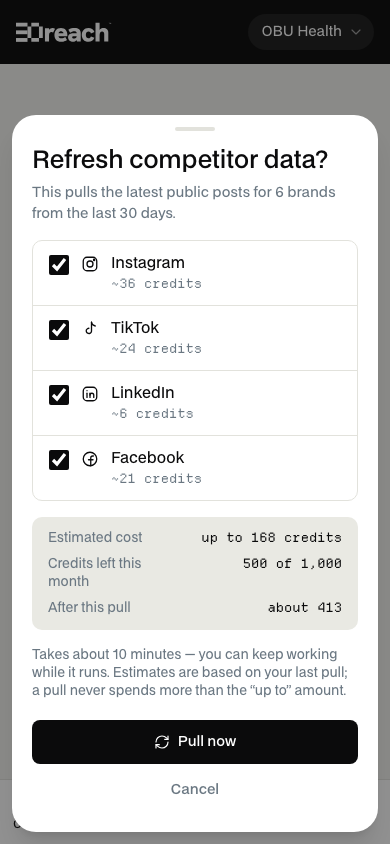 reach
OBU Health
Refresh competitor data?
This pulls the latest public posts for 6 brands
from the last 30 days.
Instagram
~36 credits
TikTok
~24 credits
LinkedIn
~6 credits
Facebook
~21 credits
Estimated cost up to 168 credits
Credits left this month 500 of 1,000
After this pull about 413
Takes about 10 minutes — you can keep working
while it runs. Estimates are based on your last pull;
a pull never spends more than the “up to” amount.
Pull now
Cancel